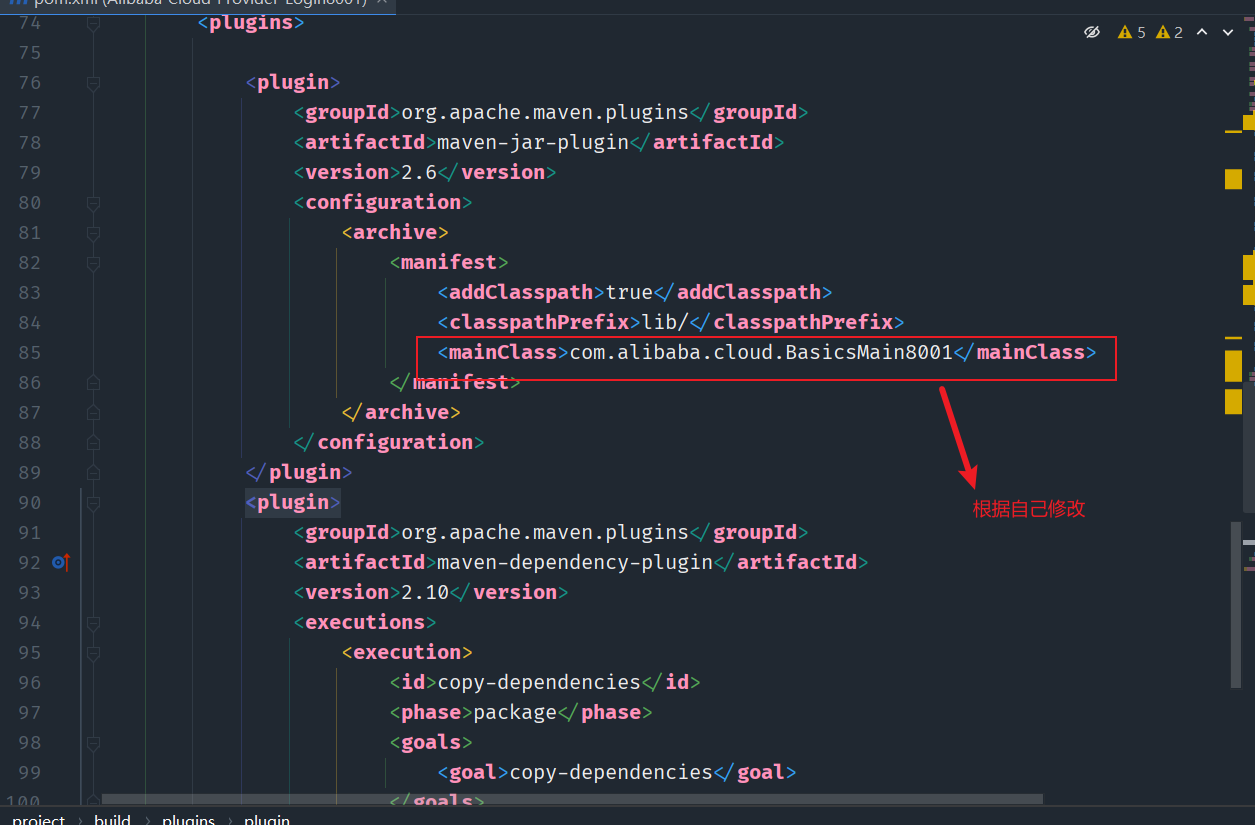 pom.xml (Alibaba-Cloud-Provider-Login8001) ×
5 2
74 <plugins>
75
76 <plugin>
77 <groupId>org.apache.maven.plugins</groupId>
78 <artifactId>maven-jar-plugin</artifactId>
79 <version>2.6</version>
80 <configuration>
81 <archive>
82 <manifest>
83 <addClasspath>true</addClasspath>
84 <classpathPrefix>lib/</classpathPrefix>
85 <mainClass>com.alibaba.cloud.BasicsMain8001</mainClass>
86 </manifest>
87 </archive>
88 </configuration>
89 </plugin>
90 <plugin>
根据自己修改
91 <groupId>org.apache.maven.plugins</groupId>
92 <artifactId>maven-dependency-plugin</artifactId>
93 <version>2.10</version>
94 <executions>
95 <execution>
96 <id>copy-dependencies</id>
97 <phase>package</phase>
98 <goals>
99 <goal>copy-dependencies</goal>
100 </goals>
project › build › plugins › plugin